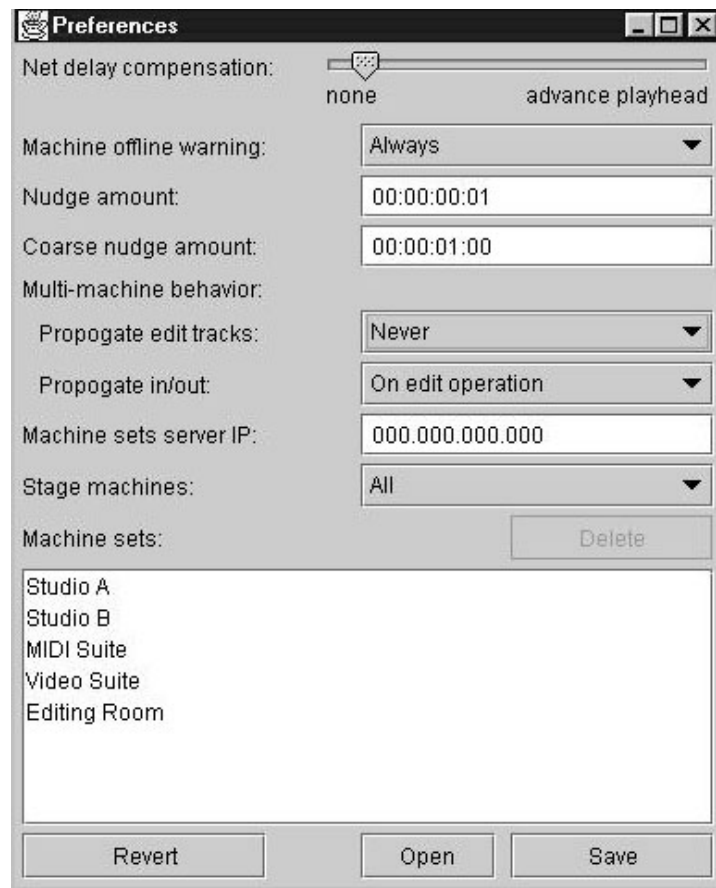 Preferences
Net delay compensation:
none advance playhead
Machine offline warning: Always
Nudge amount: 00:00:00:01
Coarse nudge amount: 00:00:01:00
Multi-machine behavior:
Propogate edit tracks: Never
Propogate in/out: On edit operation
Machine sets server IP: 000.000.000.000
Stage machines: All
Machine sets: Delete
Studio A
Studio B
MIDI Suite
Video Suite
Editing Room
Revert Open Save